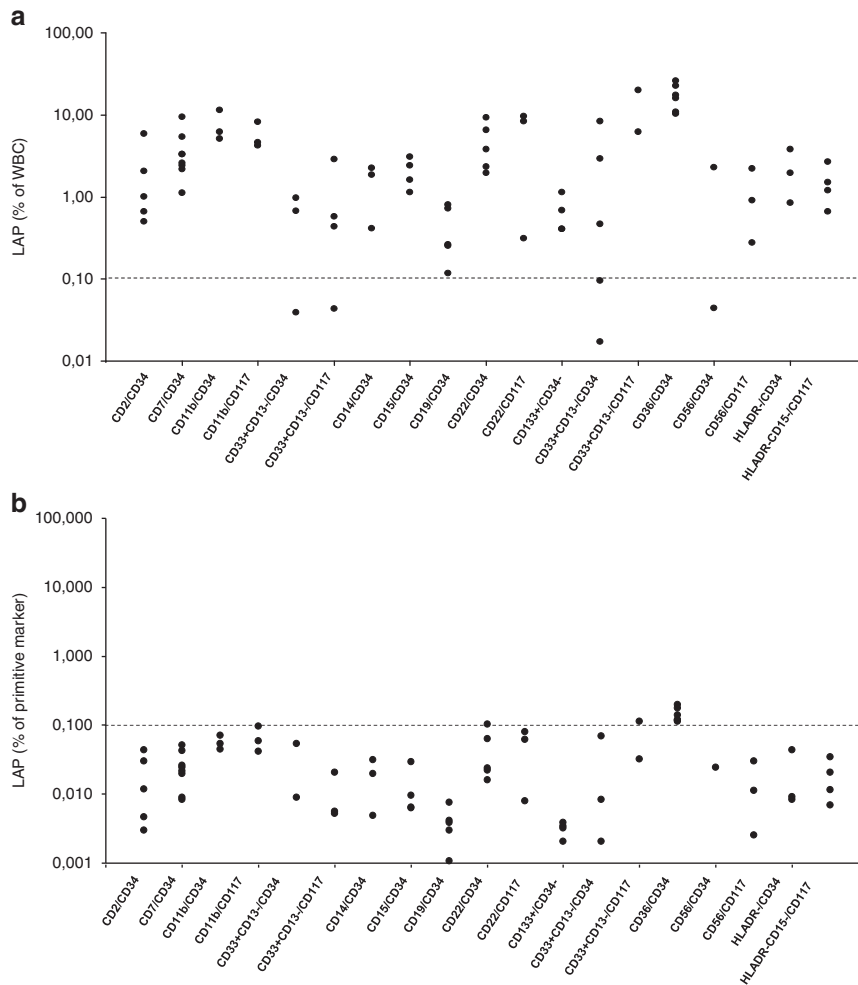 a
100,00
10,00
1,00
0,10
0,01
LAP (% of WBC)
CD2/CD34
CD7/CD34
CD11b/CD34
CD11b/CD117
CD33+CD13-/CD34
CD33+CD13-/CD117
CD14/CD34
CD15/CD34
CD19/CD34
CD22/CD34
CD22/CD117
CD133+/CD34-
CD33+CD13-/CD34
CD33+CD13-/CD117
CD36/CD34
CD56/CD34
CD56/CD117
HLADR-/CD34
HLADR-CD15-/CD117
b
100,000
10,000
1,000
0,100
0,010
0,001
LAP (% of primitive marker)
CD2/CD34
CD7/CD34
CD11b/CD34
CD11b/CD117
CD33+CD13-/CD34
CD33+CD13-/CD117
CD14/CD34
CD15/CD34
CD19/CD34
CD22/CD34
CD22/CD117
CD133+/CD34-
CD33+CD13-/CD34
CD33+CD13-/CD117
CD36/CD34
CD56/CD34
CD56/CD117
HLADR-/CD34
HLADR-CD15-/CD117